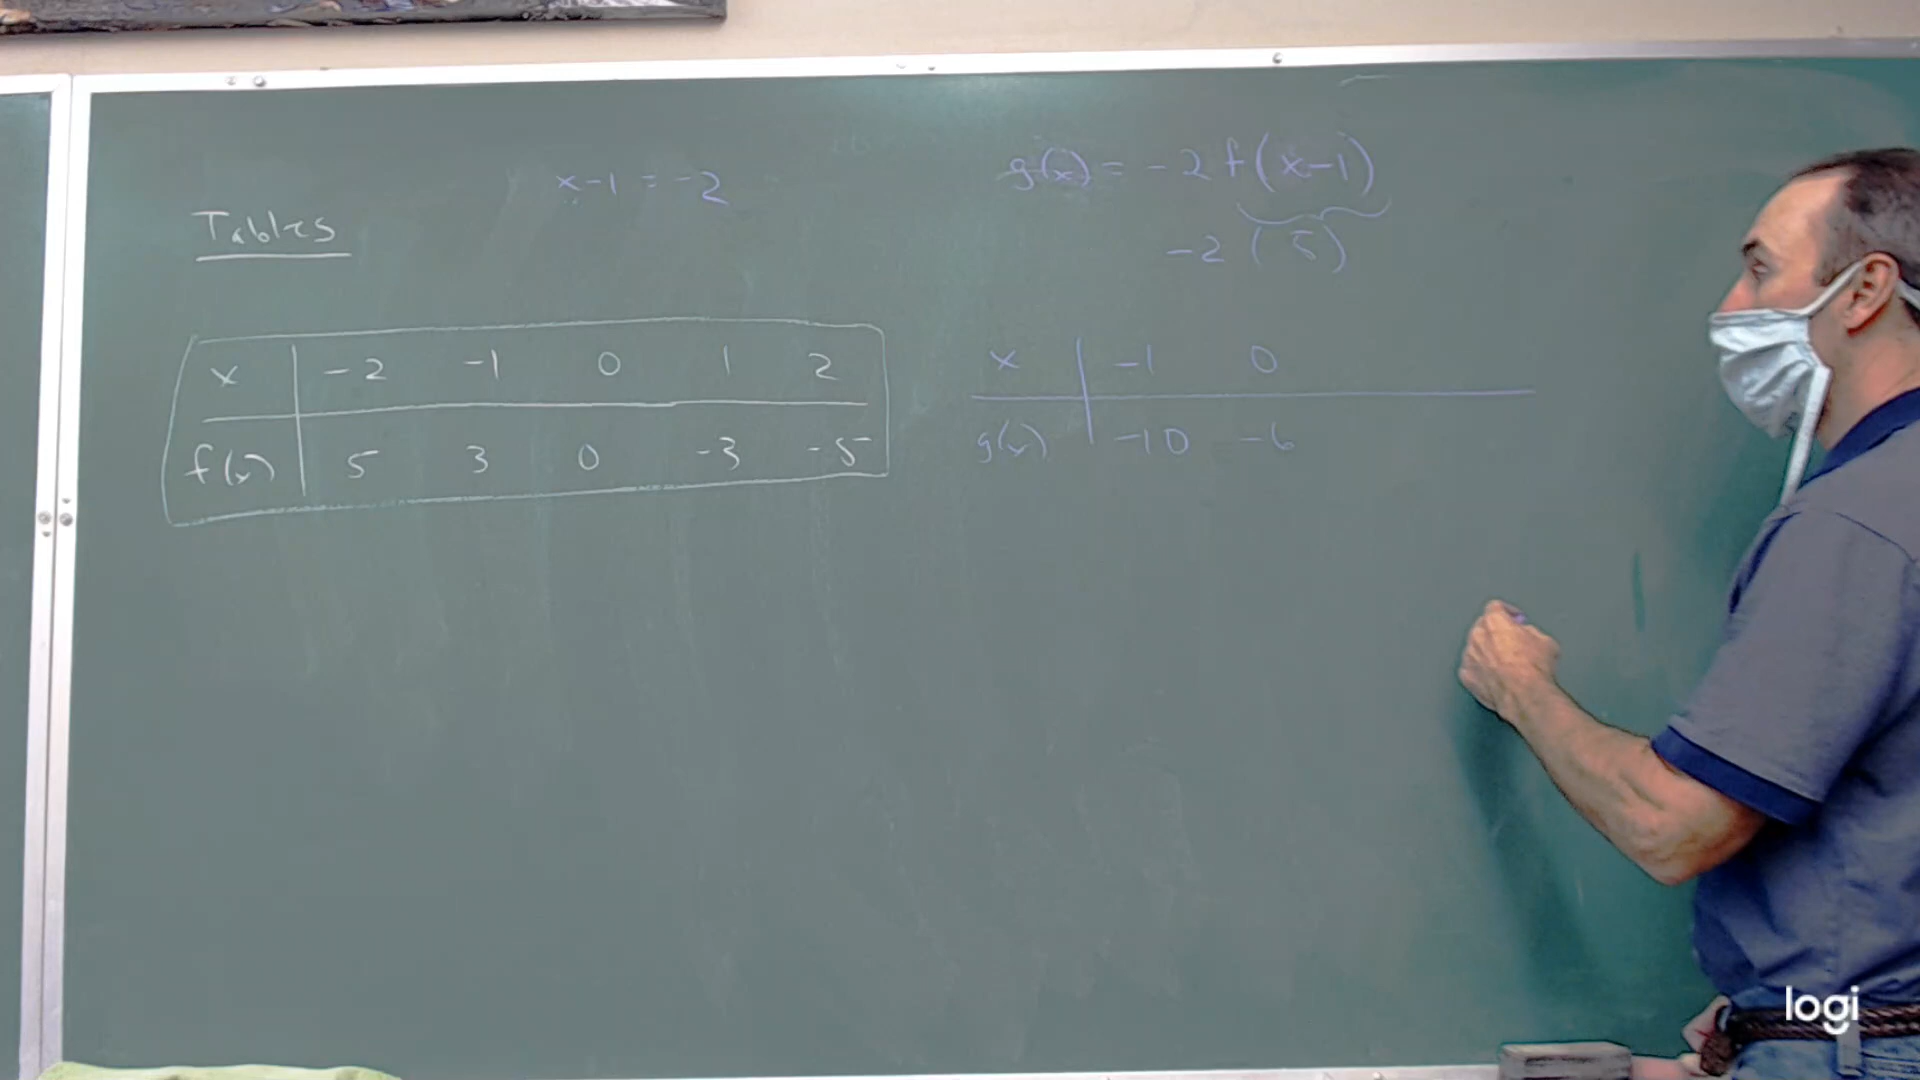 x-1 = -2
g(x) = -2f(x-1)
Tables
-2(5)
x -2 -1 0 1 2
f(x) 5 3 0 -3 -5
x -1 0
g(x) -10 -6
logi